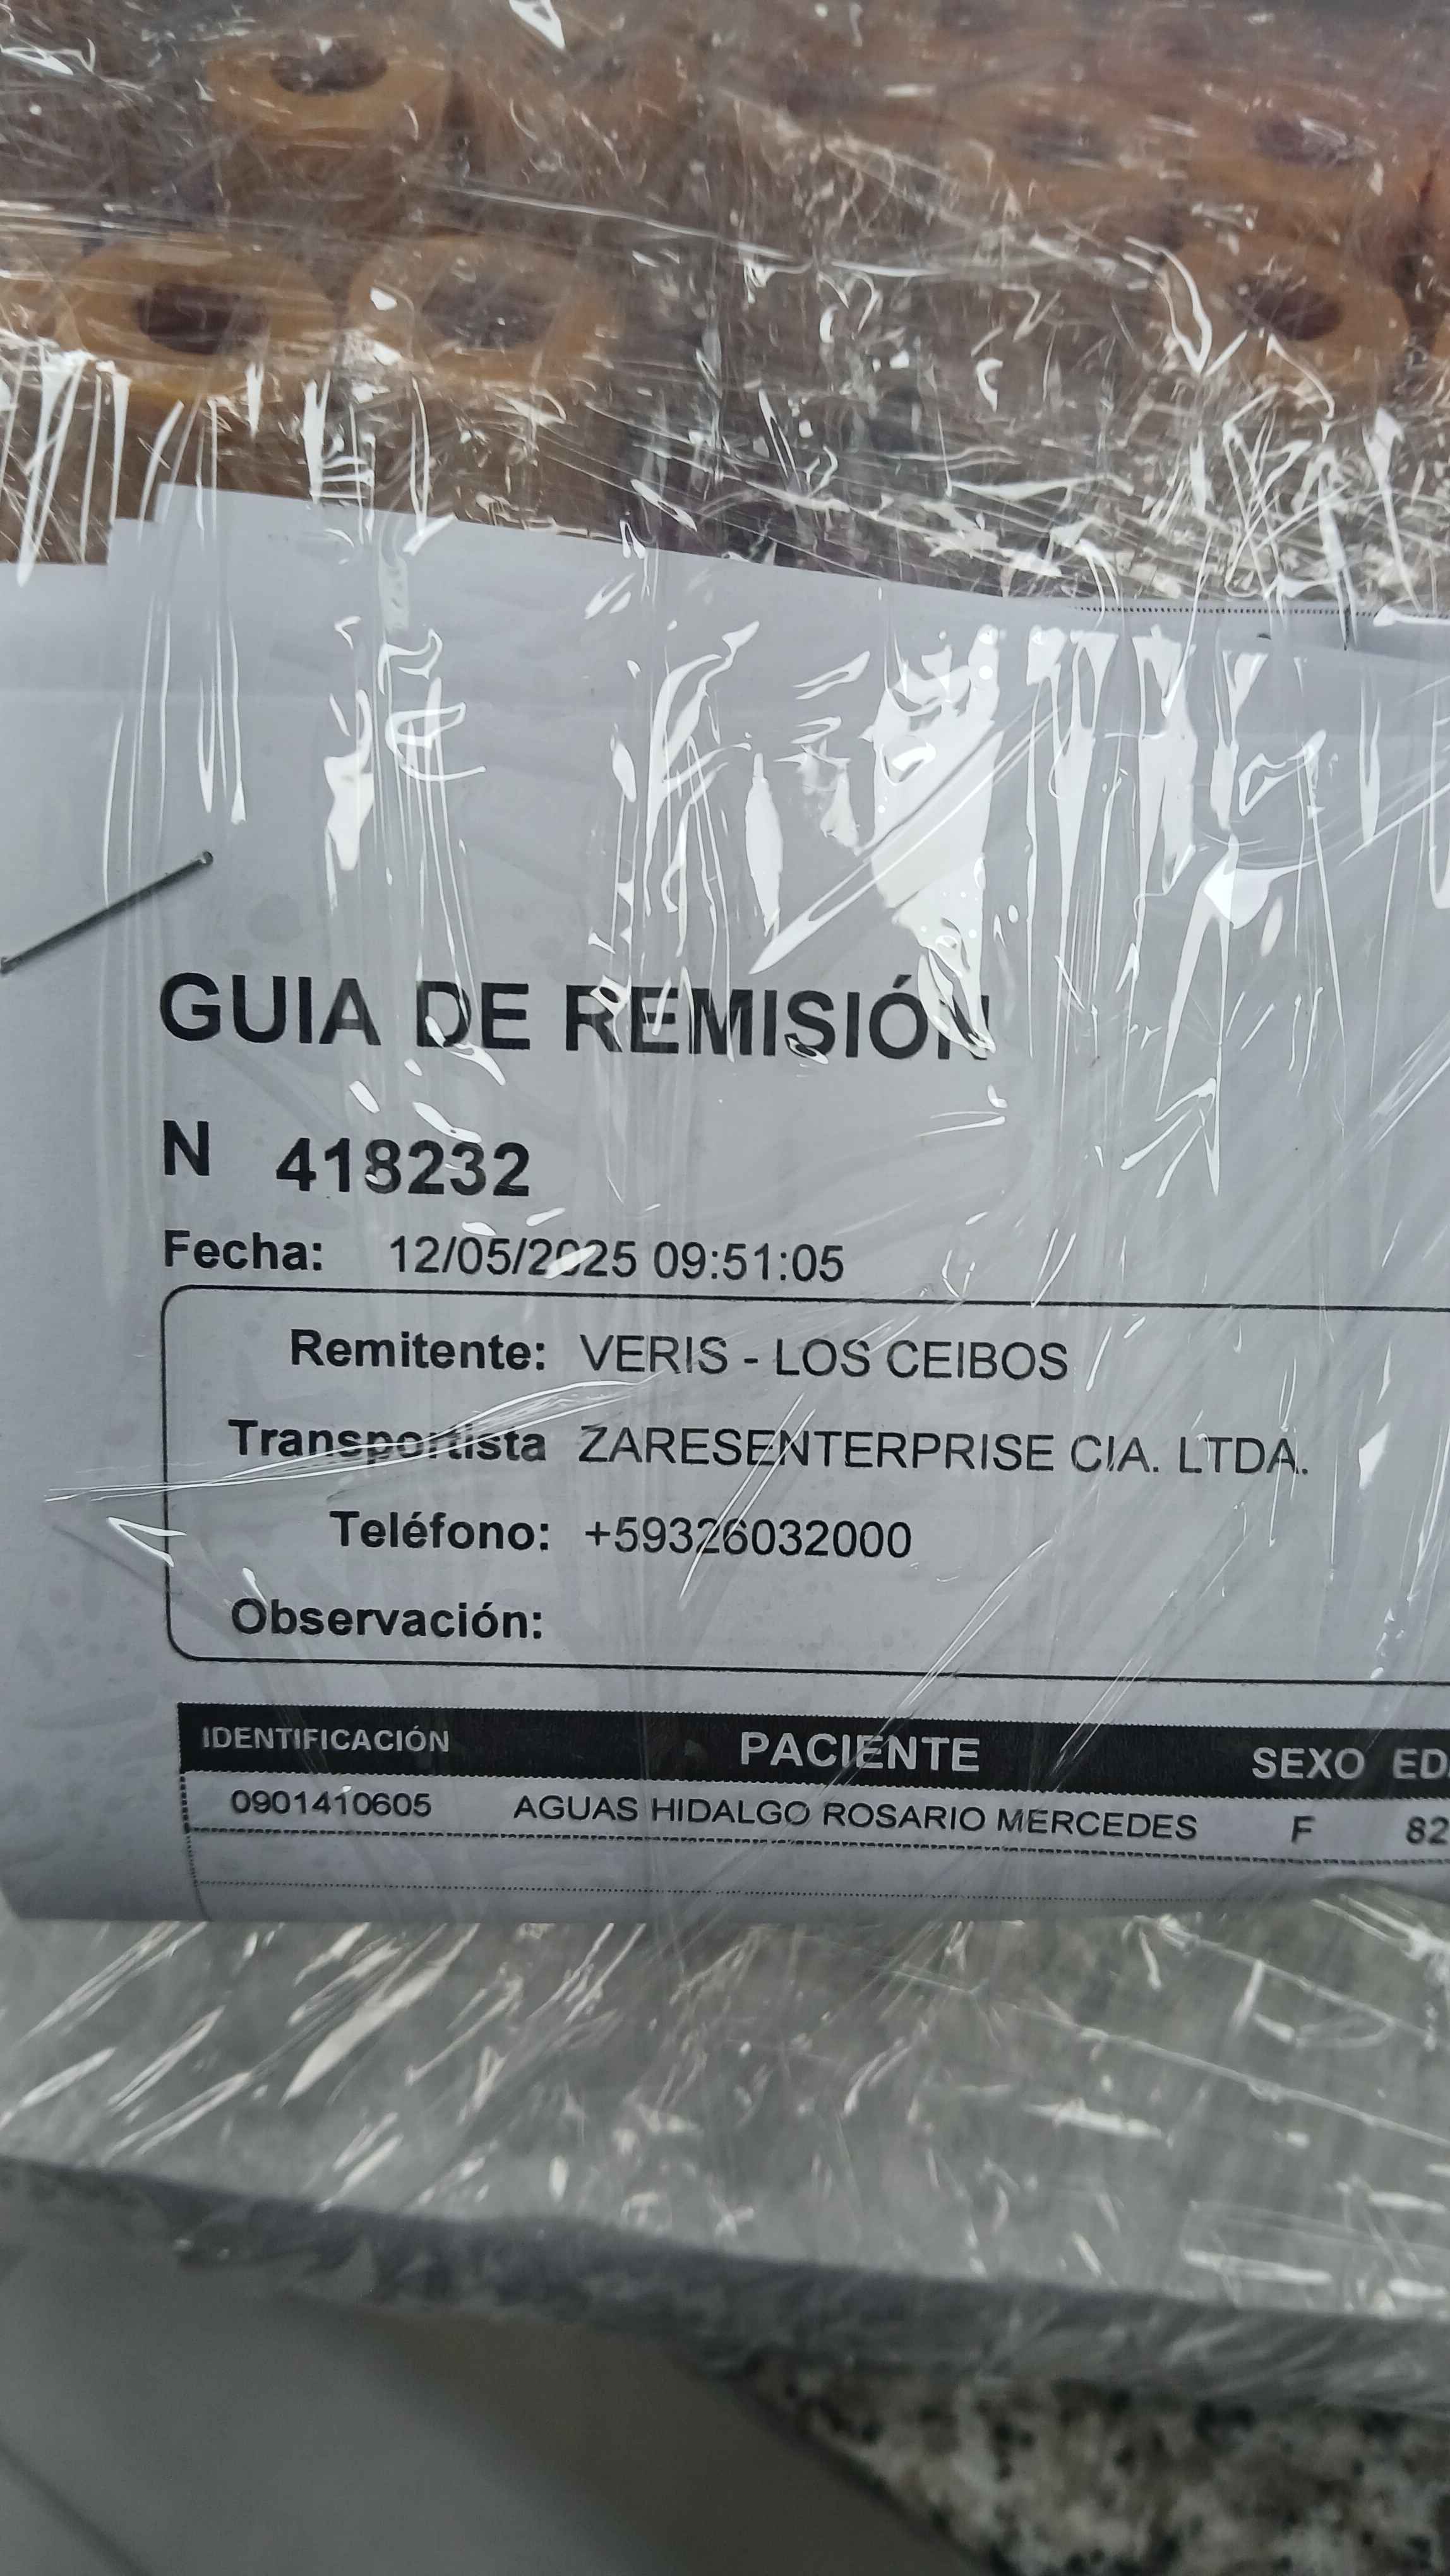 GUIA DE REMISIÓN
N 418232
Fecha: 12/05/2025 09:51:05
Remitente: VERIS - LOS CEIBOS
Transportista ZARESENTERPRISE CIA. LTDA.
Teléfono: +59326032000
Observación:
IDENTIFICACIÓN PACIENTE SEXO ED
0901410605 AGUAS HIDALGO ROSARIO MERCEDES F 82